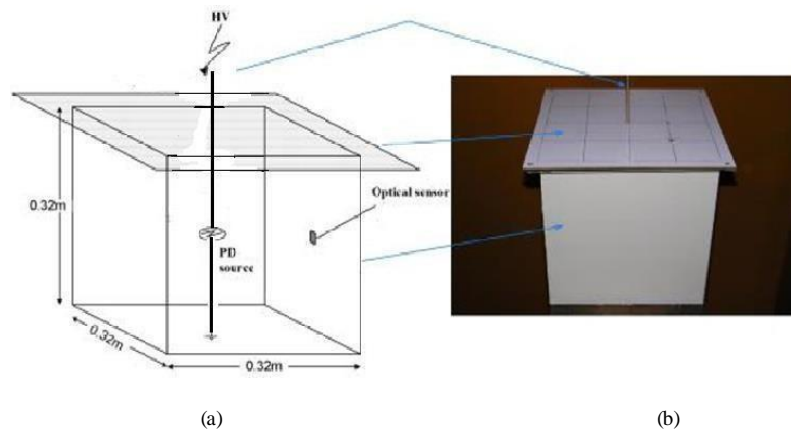 HV
Optical sensor
0.32m
PD
source
0.32m
0.32m
(a)
(b)